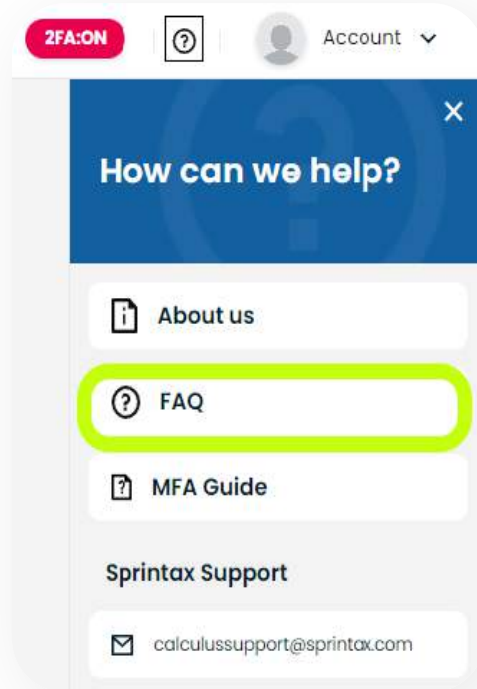 2FA:ON
Account
How can we help?
About us
FAQ
MFA Guide
Sprintax Support
calculussupport@sprintax.com